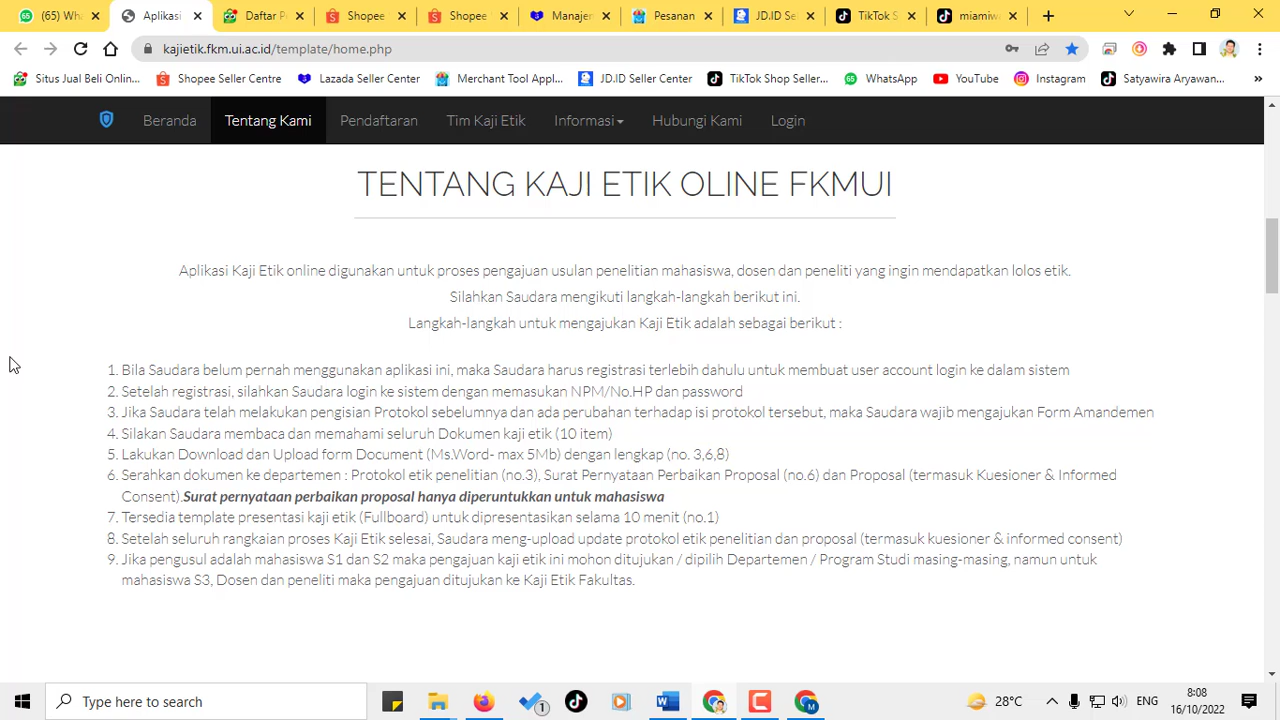 (65) Wha
Aplikasi
Daftar P
Shopee
Shopee
Manajer
Pesanan
JD.ID Se
TikTok S
miamiw
kajietik.fkm.ui.ac.id/template/home.php
Situs Jual Beli Onlin...
Shopee Seller Centre
Lazada Seller Center
Merchant Tool Appl...
JD.ID Seller Center
TikTok Shop Seller...
WhatsApp
YouTube
Instagram
Satyawira Aryawan...
»
Beranda
Tentang Kami
Pendaftaran
Tim Kaji Etik
Informasi
Hubungi Kami
Login
TENTANG KAJI ETIK OLINE FKMUI
Aplikasi Kaji Etik online digunakan untuk proses pengajuan usulan penelitian mahasiswa, dosen dan peneliti yang ingin mendapatkan lolos etik.
Silahkan Saudara mengikuti langkah-langkah berikut ini.
Langkah-langkah untuk mengajukan Kaji Etik adalah sebagai berikut :
1. Bila Saudara belum pernah menggunakan aplikasi ini, maka Saudara harus registrasi terlebih dahulu untuk membuat user account login ke dalam sistem
2. Setelah registrasi, silahkan Saudara login ke sistem dengan memasukan NPM/No.HP dan password
3. Jika Saudara telah melakukan pengisian Protokol sebelumnya dan ada perubahan terhadap isi protokol tersebut, maka Saudara wajib mengajukan Form Amandemen
4. Silakan Saudara membaca dan memahami seluruh Dokumen kaji etik (10 item)
5. Lakukan Download dan Upload form Document (Ms.Word- max 5Mb) dengan lengkap (no. 3,6,8)
6. Serahkan dokumen ke departemen : Protokol etik penelitian (no.3), Surat Pernyataan Perbaikan Proposal (no.6) dan Proposal (termasuk Kuesioner & Informed
Consent).Surat pernyataan perbaikan proposal hanya diperuntukkan untuk mahasiswa
7. Tersedia template presentasi kaji etik (Fullboard) untuk dipresentasikan selama 10 menit (no.1)
8. Setelah seluruh rangkaian proses Kaji Etik selesai, Saudara meng-upload update protokol etik penelitian dan proposal (termasuk kuesioner & informed consent)
9. Jika pengusul adalah mahasiswa S1 dan S2 maka pengajuan kaji etik ini mohon ditujukan / dipilih Departemen / Program Studi masing-masing, namun untuk
mahasiswa S3, Dosen dan peneliti maka pengajuan ditujukan ke Kaji Etik Fakultas.
Type here to search
1
28°C
ENG
8:08
16/10/2022